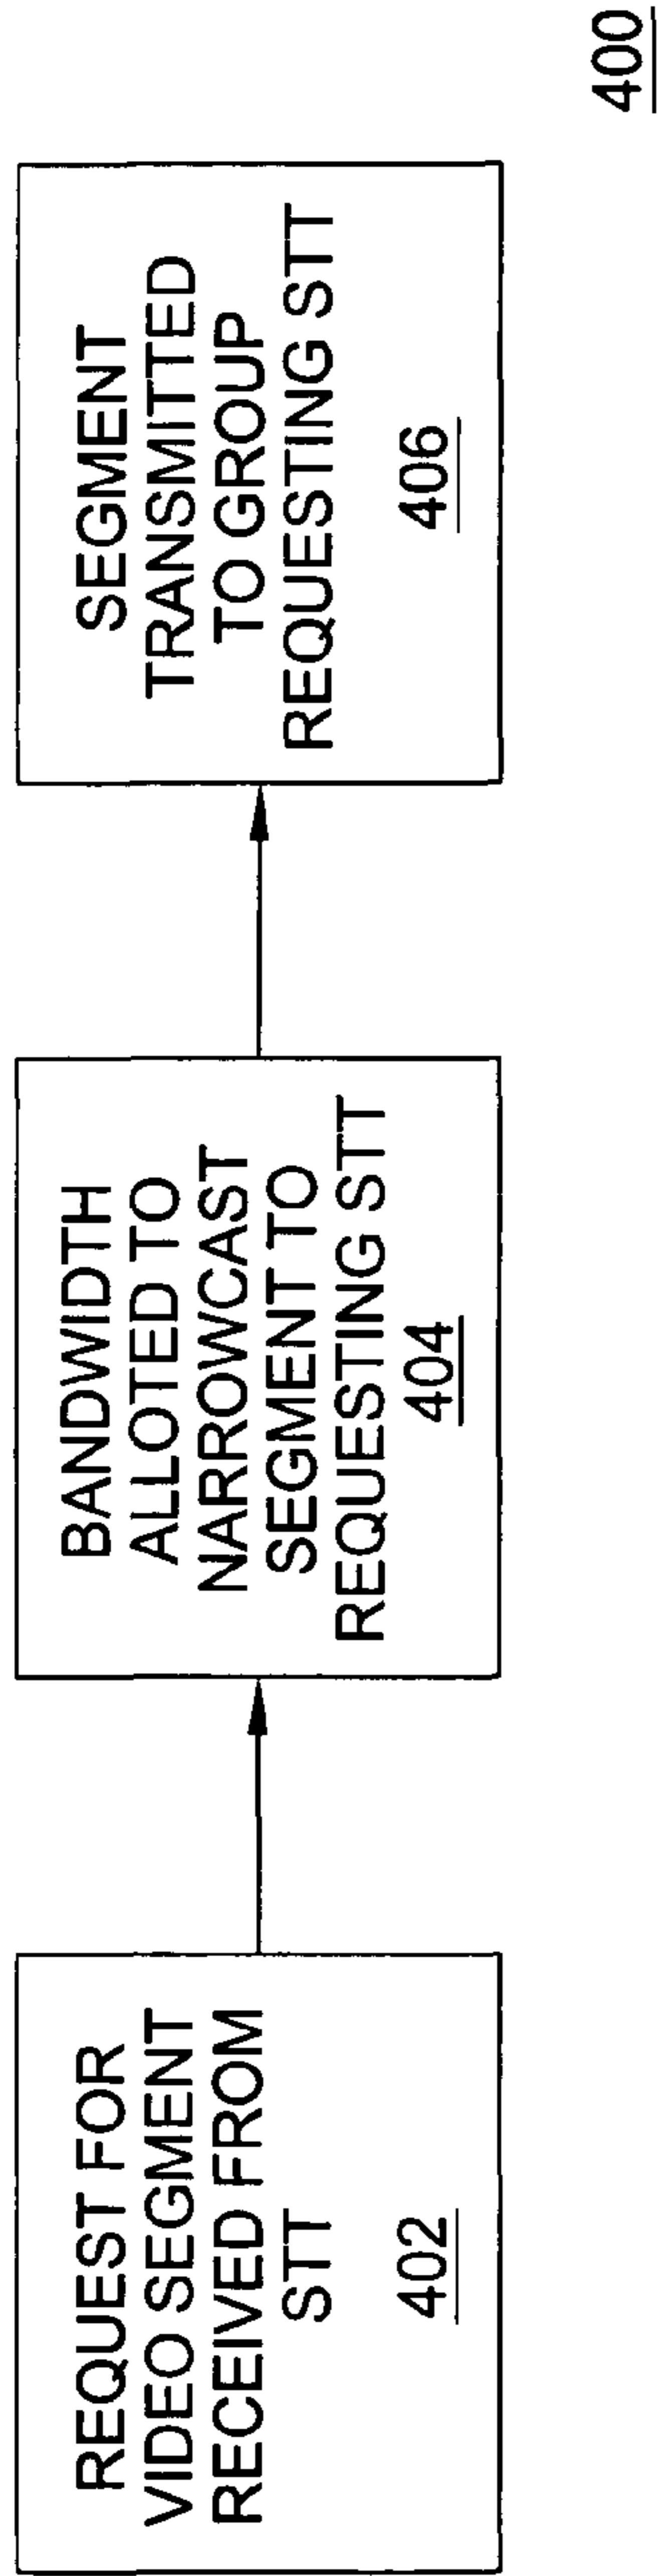 REQUEST FOR
VIDEO SEGMENT
RECEIVED FROM
STT
402
BANDWIDTH
ALLOTED TO
NARROWCAST
SEGMENT TO
REQUESTING STT
404
SEGMENT
TRANSMITTED
TO GROUP
REQUESTING STT
406
400